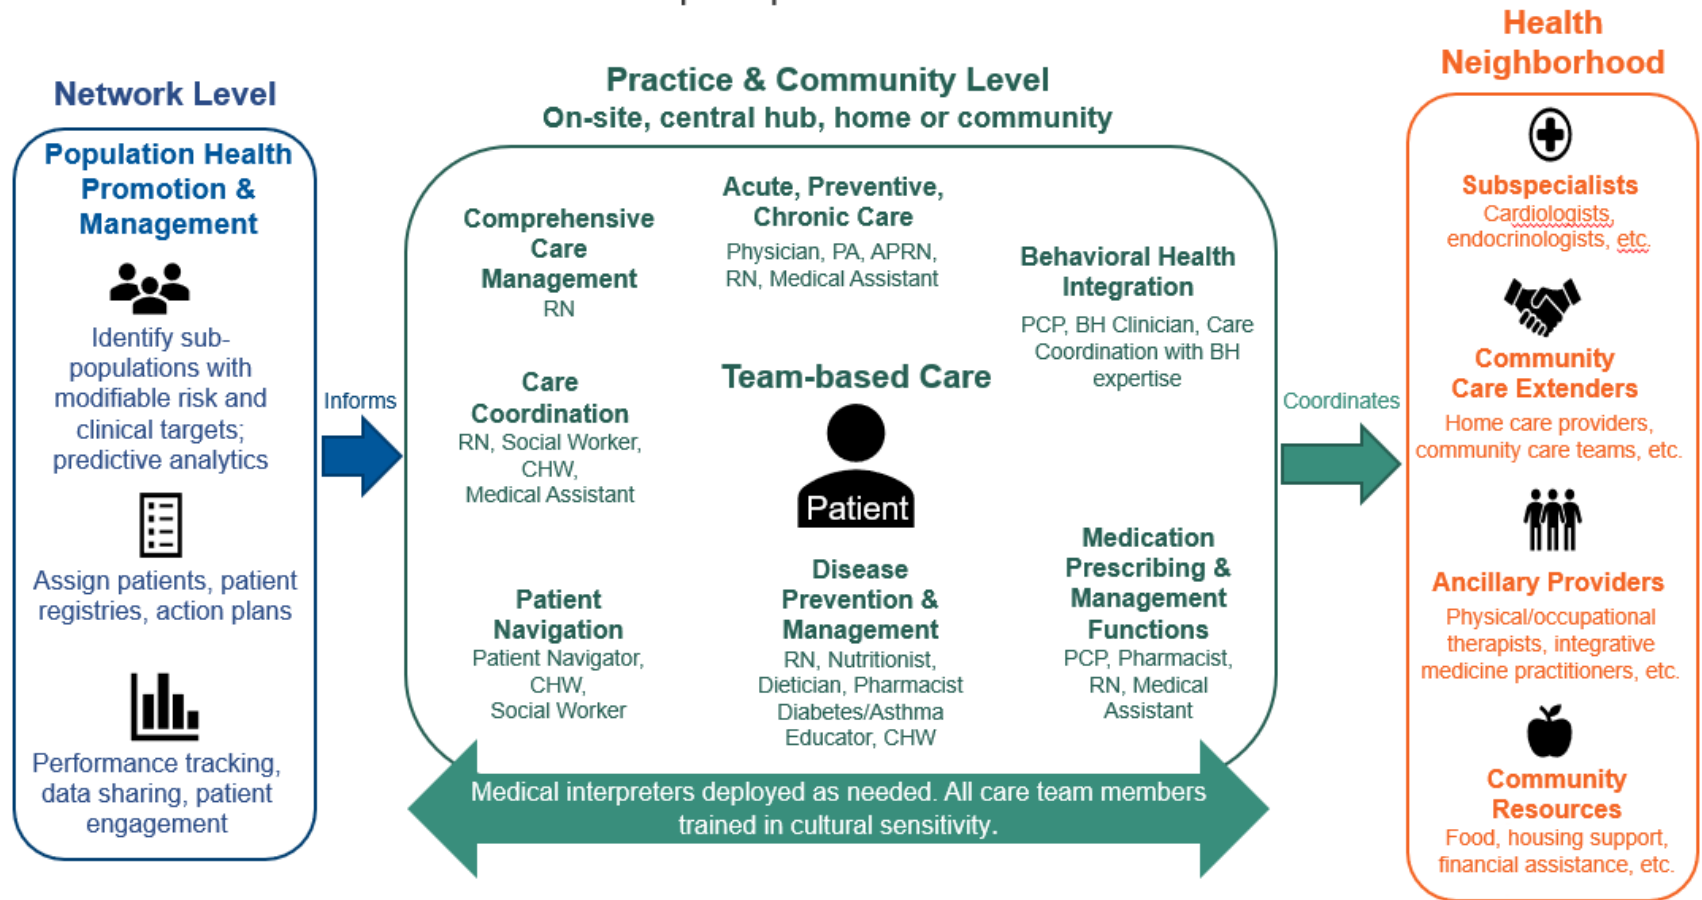 Network Level
Population Health
Promotion &
Management
Identify sub-
populations with
modifiable risk and
clinical targets;
predictive analytics
Assign patients, patient
registries, action plans
Performance tracking,
data sharing, patient
engagement
Informs
Practice & Community Level
On-site, central hub, home or community
Comprehensive
Care
Management
RN
Acute, Preventive,
Chronic Care
Physician, PA, APRN,
RN, Medical Assistant
Behavioral Health
Integration
PCP, BH Clinician, Care
Coordination with BH
expertise
Care
Coordination
RN, Social Worker,
CHW,
Medical Assistant
Team-based Care
Patient
Patient
Navigation
Patient Navigator,
CHW,
Social Worker
Disease
Prevention &
Management
RN, Nutritionist,
Dietician, Pharmacist
Diabetes/Asthma
Educator, CHW
Medication
Prescribing &
Management
Functions
PCP, Pharmacist,
RN, Medical
Assistant
Medical interpreters deployed as needed. All care team members
trained in cultural sensitivity.
Coordinates
Health
Neighborhood
Subspecialists
Cardiologists,
endocrinologists, etc.
Community
Care Extenders
Home care providers,
community care teams, etc.
Ancillary Providers
Physical/occupational
therapists, integrative
medicine practitioners, etc.
Community
Resources
Food, housing support,
financial assistance, etc.